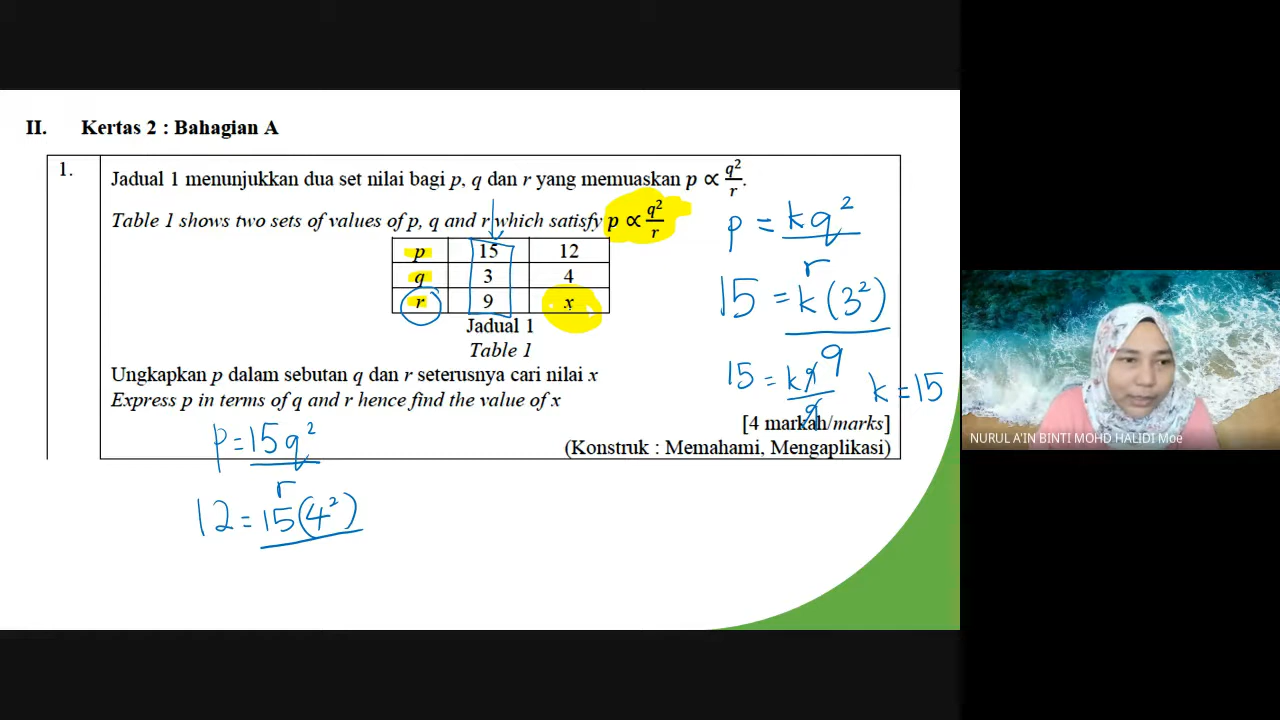 II. Kertas 2 : Bahagian A
1. Jadual 1 menunjukkan dua set nilai bagi p, q dan r yang memuaskan p ∝ q²/r.
Table 1 shows two sets of values of p, q and r which satisfy p ∝ q²/r
p 15 12
q 3 4
r 9 x
Jadual 1
Table 1
Ungkapkan p dalam sebutan q dan r seterusnya cari nilai x
Express p in terms of q and r hence find the value of x
[4 markah/marks]
(Konstruk : Memahami, Mengaplikasi)
p = kq²/r
15 = k(3²)
15 = k9/9
9
k = 15
p = 15q²/r
12 = 15(4²)
NURUL A'IN BINTI MOHD HALIDI Moe